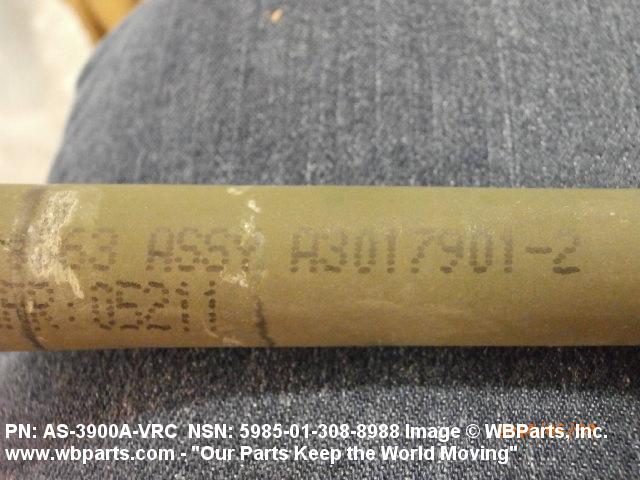 63 ASSY A3017901-2
PN: AS-3900A-VRC NSN: 5985-01-308-8988 Image © WBParts, Inc.
www.wbparts.com - "Our Parts Keep the World Moving"